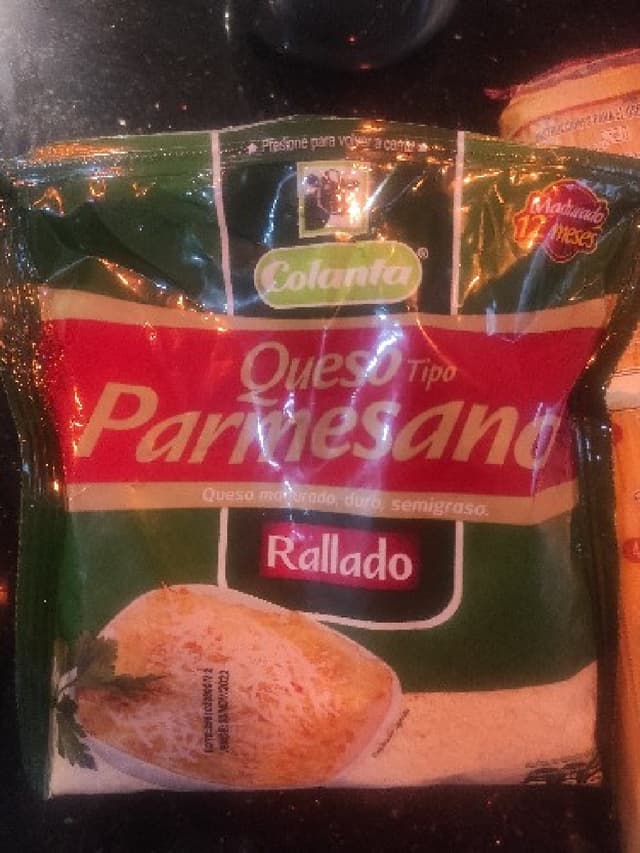 Presione para volver a cerrar
Madurado
12 meses
Colanta®
Queso Tipo
Parmesano
Queso madurado, duro, semigraso.
Rallado